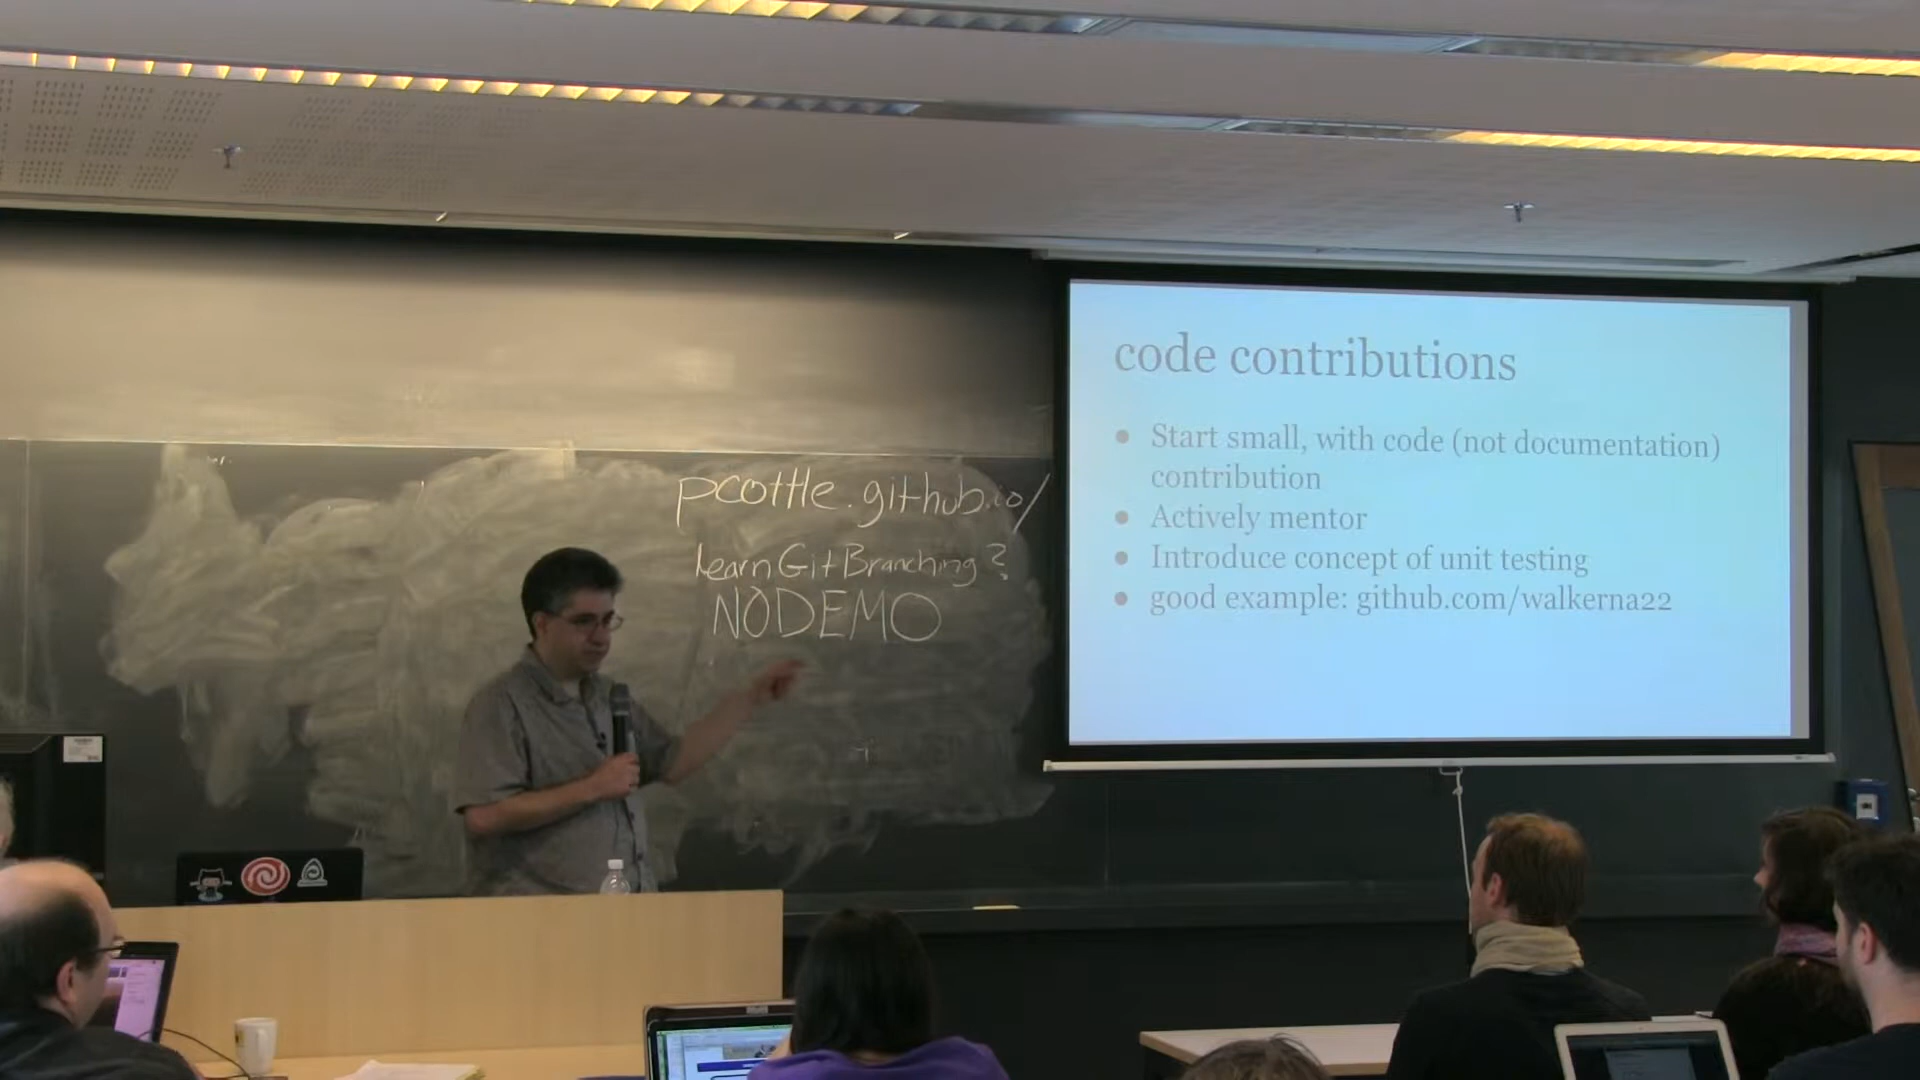 pcottle.github.io/
learnGitBranching?
NODEMO
code contributions
● Start small, with code (not documentation)
contribution
● Actively mentor
● Introduce concept of unit testing
● good example: github.com/walkerna22